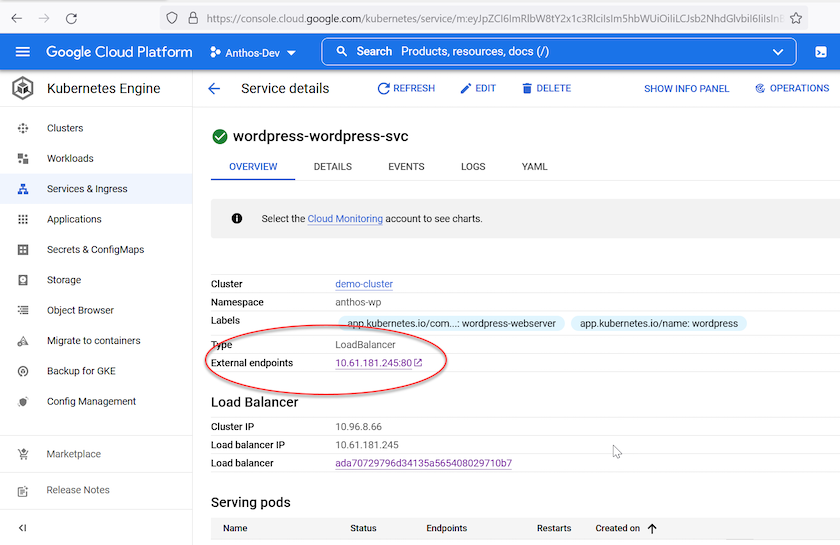 https://console.cloud.google.com/kubernetes/service/m:eyJpZCI6ImRlbW8tY2x1c3RlciIsIm5hbWUiOiIiLCJsb2NhdGlvbiI6IiIsIn
Google Cloud Platform Anthos-Dev Search Products, resources, docs (/)
Kubernetes Engine
Service details REFRESH EDIT DELETE SHOW INFO PANEL OPERATIONS
Clusters
Workloads
Services & Ingress
Applications
Secrets & ConfigMaps
Storage
Object Browser
Migrate to containers
Backup for GKE
Config Management
Marketplace
Release Notes
wordpress-wordpress-svc
OVERVIEW DETAILS EVENTS LOGS YAML
Select the Cloud Monitoring account to see charts.
Cluster demo-cluster
Namespace anthos-wp
Labels app.kubernetes.io/com...: wordpress-webserver app.kubernetes.io/name: wordpress
Type LoadBalancer
External endpoints 10.61.181.245:80
Load Balancer
Cluster IP 10.96.8.66
Load balancer IP 10.61.181.245
Load balancer ada70729796d34135a565408029710b7
Serving pods
Name Status Endpoints Restarts Created on